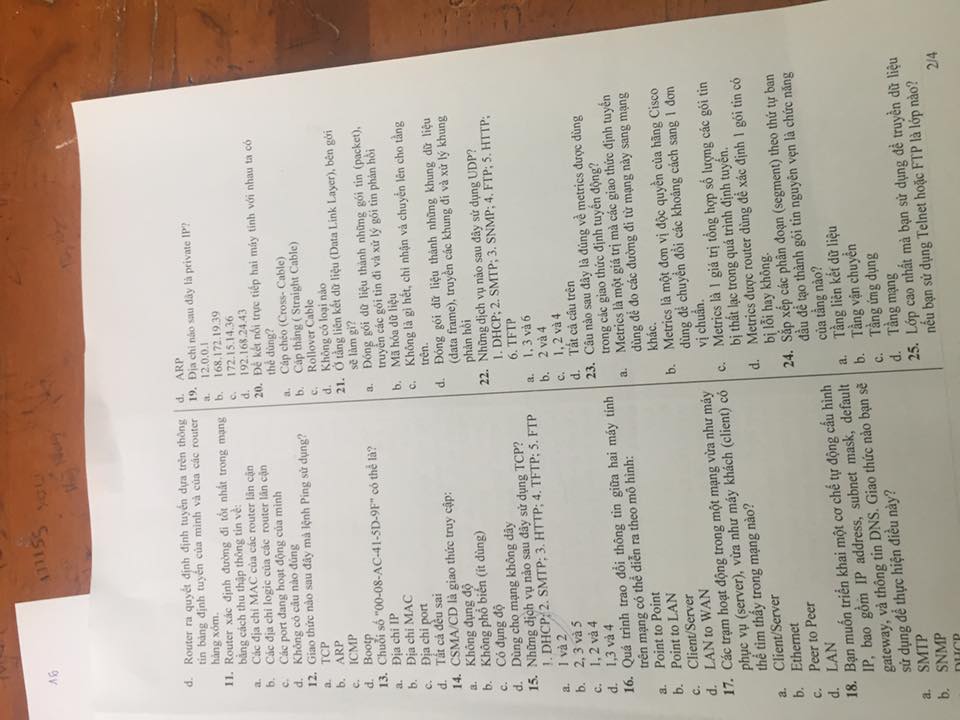 16
111155
d. Router ra quyết định định tuyến dựa trên thông
tin bảng định tuyến của mình và của các router
hàng xóm.
11. Router xác định đường đi tốt nhất trong mạng
bằng cách thu thập thông tin về:
a. Các địa chỉ MAC của các router lân cận
b. Các địa chỉ logic của các router lân cận
c. Các port đang hoạt động của mình
d. Không có câu nào đúng
12. Giao thức nào sau đây mà lệnh Ping sử dụng?
a. TCP
b. ARP
c. ICMP
d. Bootp
13. Chuỗi số "00-08-AC-41-5D-9F" có thể là?
a. Địa chỉ IP
b. Địa chỉ MAC
c. Địa chỉ port
d. Tất cả đều sai
14. CSMA/CD là giao thức truy cập:
a. Không đụng độ
b. Không phổ biến (ít dùng)
c. Có đụng độ
d. Dùng cho mạng không dây
15. Những dịch vụ nào sau đây sử dụng TCP?
1. DHCP; 2. SMTP; 3. HTTP; 4. TFTP; 5. FTP
a. 1 và 2
b. 2, 3 và 5
c. 1, 2 và 4
d. 1,3 và 4
16. Quá trình trao đổi thông tin giữa hai máy tính
trên mạng có thể diễn ra theo mô hình:
a. Point to Point
b. Point to LAN
c. Client/Server
d. LAN to WAN
17. Các trạm hoạt động trong một mạng vừa như máy
phục vụ (server), vừa như máy khách (client) có
thể tìm thấy trong mạng nào?
a. Client/Server
b. Ethernet
c. Peer to Peer
d. LAN
18. Bạn muốn triển khai một cơ chế tự động cấu hình
IP, bao gồm IP address, subnet mask, default
gateway, và thông tin DNS. Giao thức nào bạn sẽ
sử dụng để thực hiện điều này?
a. SMTP
b. SNMP
DHCP
d. ARP
19. Địa chỉ nào sau đây là private IP?
a. 12.0.0.1
b. 168.172.19.39
c. 172.15.14.36
d. 192.168.24.43
20. Để kết nối trực tiếp hai máy tính với nhau ta có
thể dùng?
a. Cáp chéo (Cross- Cable)
b. Cáp thẳng ( Straight Cable)
c. Rollover Cable
d. Không có loại nào
21. Ở tầng liên kết dữ liệu (Data Link Layer), bên gởi
sẽ làm gì?
a. Đóng gói dữ liệu thành những gói tin (packet),
truyền các gói tin đi và xử lý gói tin phản hồi
b. Mã hóa dữ liệu
c. Không là gì hết, chỉ nhận và chuyển lên cho tầng
trên.
d. Đóng gói dữ liệu thành những khung dữ liệu
(data frame), truyền các khung đi và xử lý khung
phản hồi
22. Những dịch vụ nào sau đây sử dụng UDP?
1. DHCP; 2. SMTP; 3. SNMP; 4. FTP; 5. HTTP;
6. TFTP
a. 1, 3 và 6
b. 2 và 4
c. 1, 2 và 4
d. Tất cả câu trên
23. Câu nào sau đây là đúng về metrics được dùng
trong các giao thức định tuyến động?
a. Metrics là một giá trị mà các giao thức định tuyến
dùng để đo các đường đi từ mạng này sang mạng
khác.
b. Metrics là một đơn vị độc quyền của hãng Cisco
dùng để chuyển đổi các khoảng cách sang 1 đơn
vị chuẩn.
c. Metrics là 1 giá trị tổng hợp số lượng các gói tin
bị thất lạc trong quá trình định tuyến.
d. Metrics được router dùng để xác định 1 gói tin có
bị lỗi hay không.
24. Sắp xếp các phân đoạn (segment) theo thứ tự ban
đầu để tạo thành gói tin nguyên vẹn là chức năng
của tầng nào?
a. Tầng liên kết dữ liệu
b. Tầng vận chuyển
c. Tầng ứng dụng
d. Tầng mạng
25. Lớp cao nhất mà bạn sử dụng để truyền dữ liệu
nếu bạn sử dụng Telnet hoặc FTP là lớp nào?
2/4